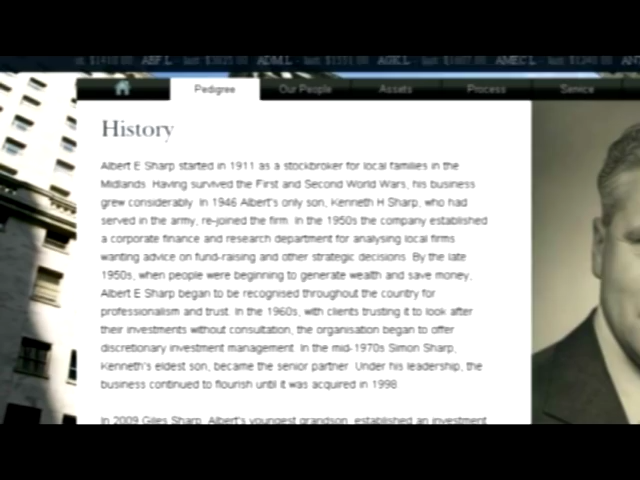 ABF L ADM L AGK L AMEC L
Pedigree Our People Assets Process Service
History
Albert E Sharp started in 1911 as a stockbroker for local families in the
Midlands. Having survived the First and Second World Wars, his business
grew considerably. In 1946 Albert's only son, Kenneth H Sharp, who had
served in the army, re-joined the firm. In the 1950s the company established
a corporate finance and research department for analysing local firms
wanting advice on fund-raising and other strategic decisions. By the late
1950s, when people were beginning to generate wealth and save money,
Albert E Sharp began to be recognised throughout the country for
professionalism and trust. In the 1960s, with clients trusting it to look after
their investments without consultation, the organisation began to offer
discretionary investment management. In the mid-1970s Simon Sharp,
Kenneth's eldest son, became the senior partner. Under his leadership, the
business continued to flourish until it was acquired in 1998.
In 2009 Giles Sharp, Albert's youngest grandson, established an investment